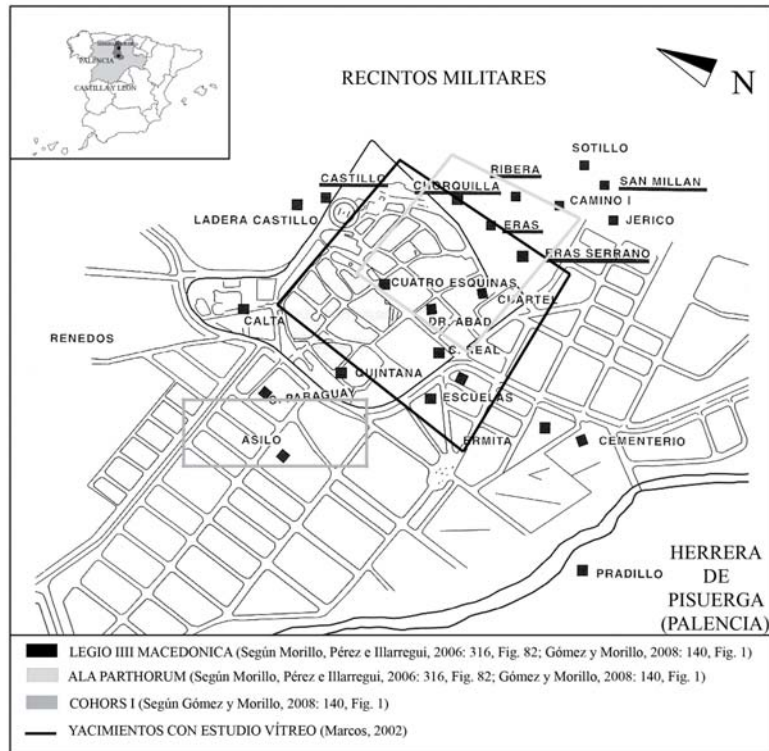 PALENCIA
CASTILLA Y LEÓN
RECINTOS MILITARES
N
SOTILLO
RIBERA
CASTILLO
CHORQUILLA
SAN MILLAN
CAMINO I
LADERA CASTILLO
ERAS
JERICO
ERAS SERRANO
CUATRO ESQUINAS
CUARTEL
CALTA
DR. ABAD
RENEDOS
C. REAL
QUINTANA
C. PARAGUAY
ESCUELAS
ASILO
ERMITA
CEMENTERIO
HERRERA
DE
PISUERGA
(PALENCIA)
PRADILLO
LEGIO IIII MACEDONICA (Según Morillo, Pérez e Illarregui, 2006: 316, Fig. 82; Gómez y Morillo, 2008: 140, Fig. 1)
ALA PARTHORUM (Según Morillo, Pérez e Illarregui, 2006: 316, Fig. 82; Gómez y Morillo, 2008: 140, Fig. 1)
COHORS I (Según Gómez y Morillo, 2008: 140, Fig. 1)
YACIMIENTOS CON ESTUDIO VÍTREO (Marcos, 2002)